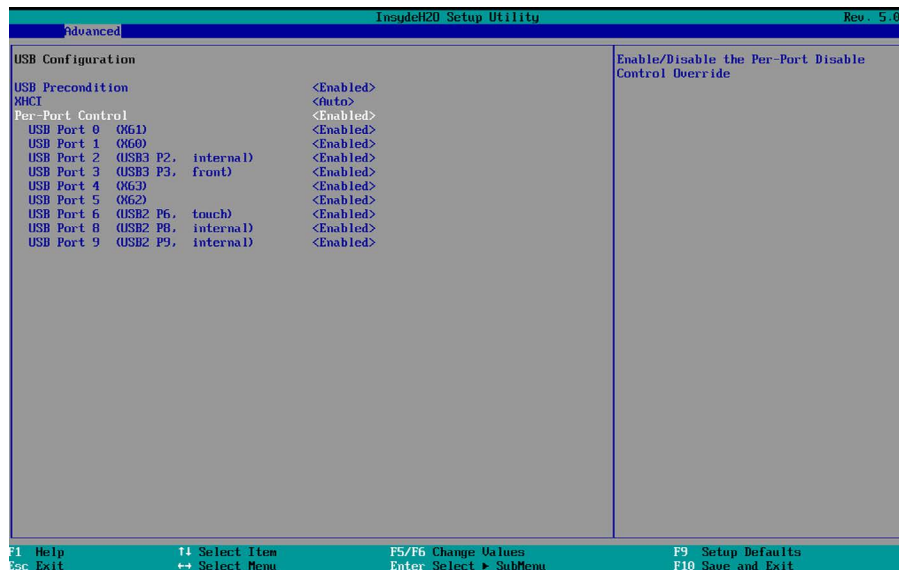 InsydeH20 Setup Utility Rev. 5.0
Advanced
USB Configuration
USB Precondition <Enabled>
XHCI <Auto>
Per-Port Control <Enabled>
USB Port 0 (X61) <Enabled>
USB Port 1 (X60) <Enabled>
USB Port 2 (USB3 P2, internal) <Enabled>
USB Port 3 (USB3 P3, front) <Enabled>
USB Port 4 (X63) <Enabled>
USB Port 5 (X62) <Enabled>
USB Port 6 (USB2 P6, touch) <Enabled>
USB Port 8 (USB2 P8, internal) <Enabled>
USB Port 9 (USB2 P9, internal) <Enabled>
Enable/Disable the Per-Port Disable
Control Override
F1 Help ↑↓ Select Item F5/F6 Change Values F9 Setup Defaults
Esc Exit ↔ Select Menu Enter Select ▶ SubMenu F10 Save and Exit